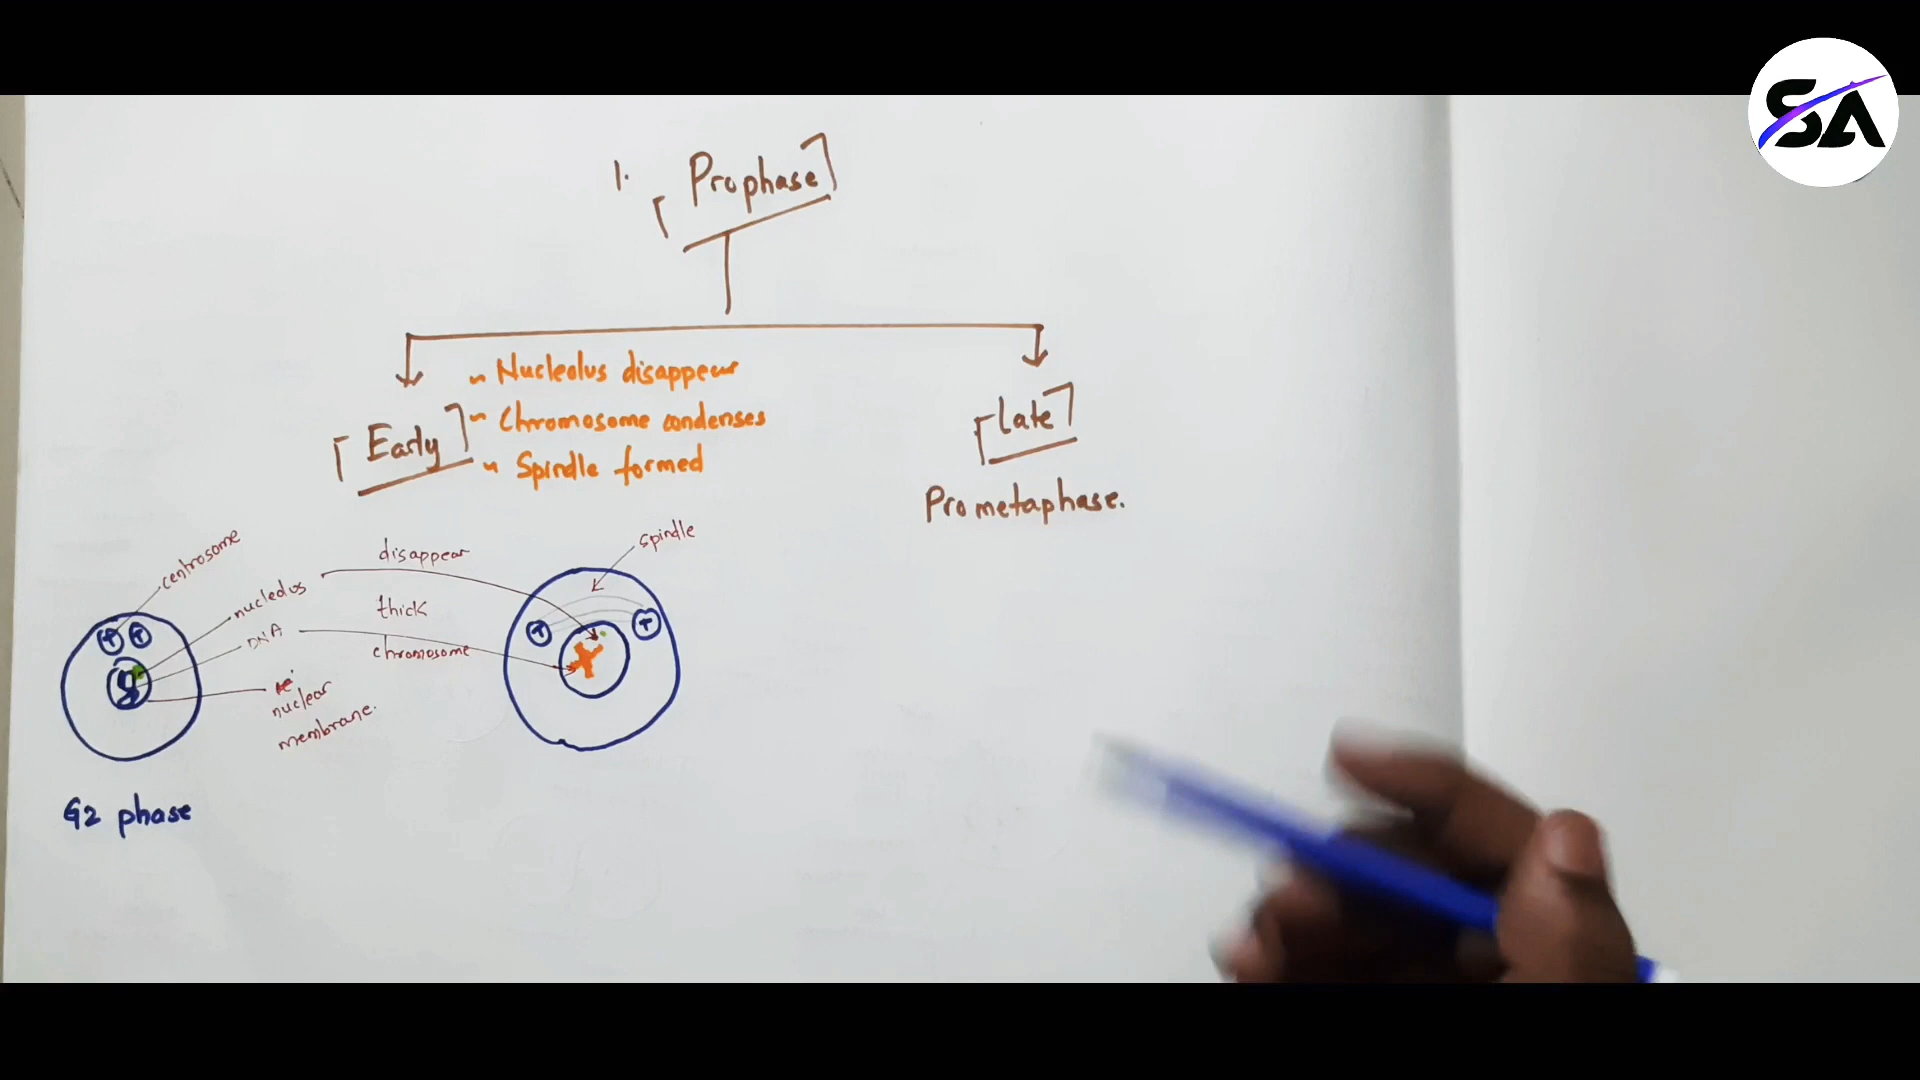 SA
1. Prophase
Nucleolus disappear
Chromosome condenses
Spindle formed
Early
Late
Prometaphase.
centrosome
nucleolus
DNA
nuclear
membrane.
disappear
thick
chromosome
spindle
G2 phase